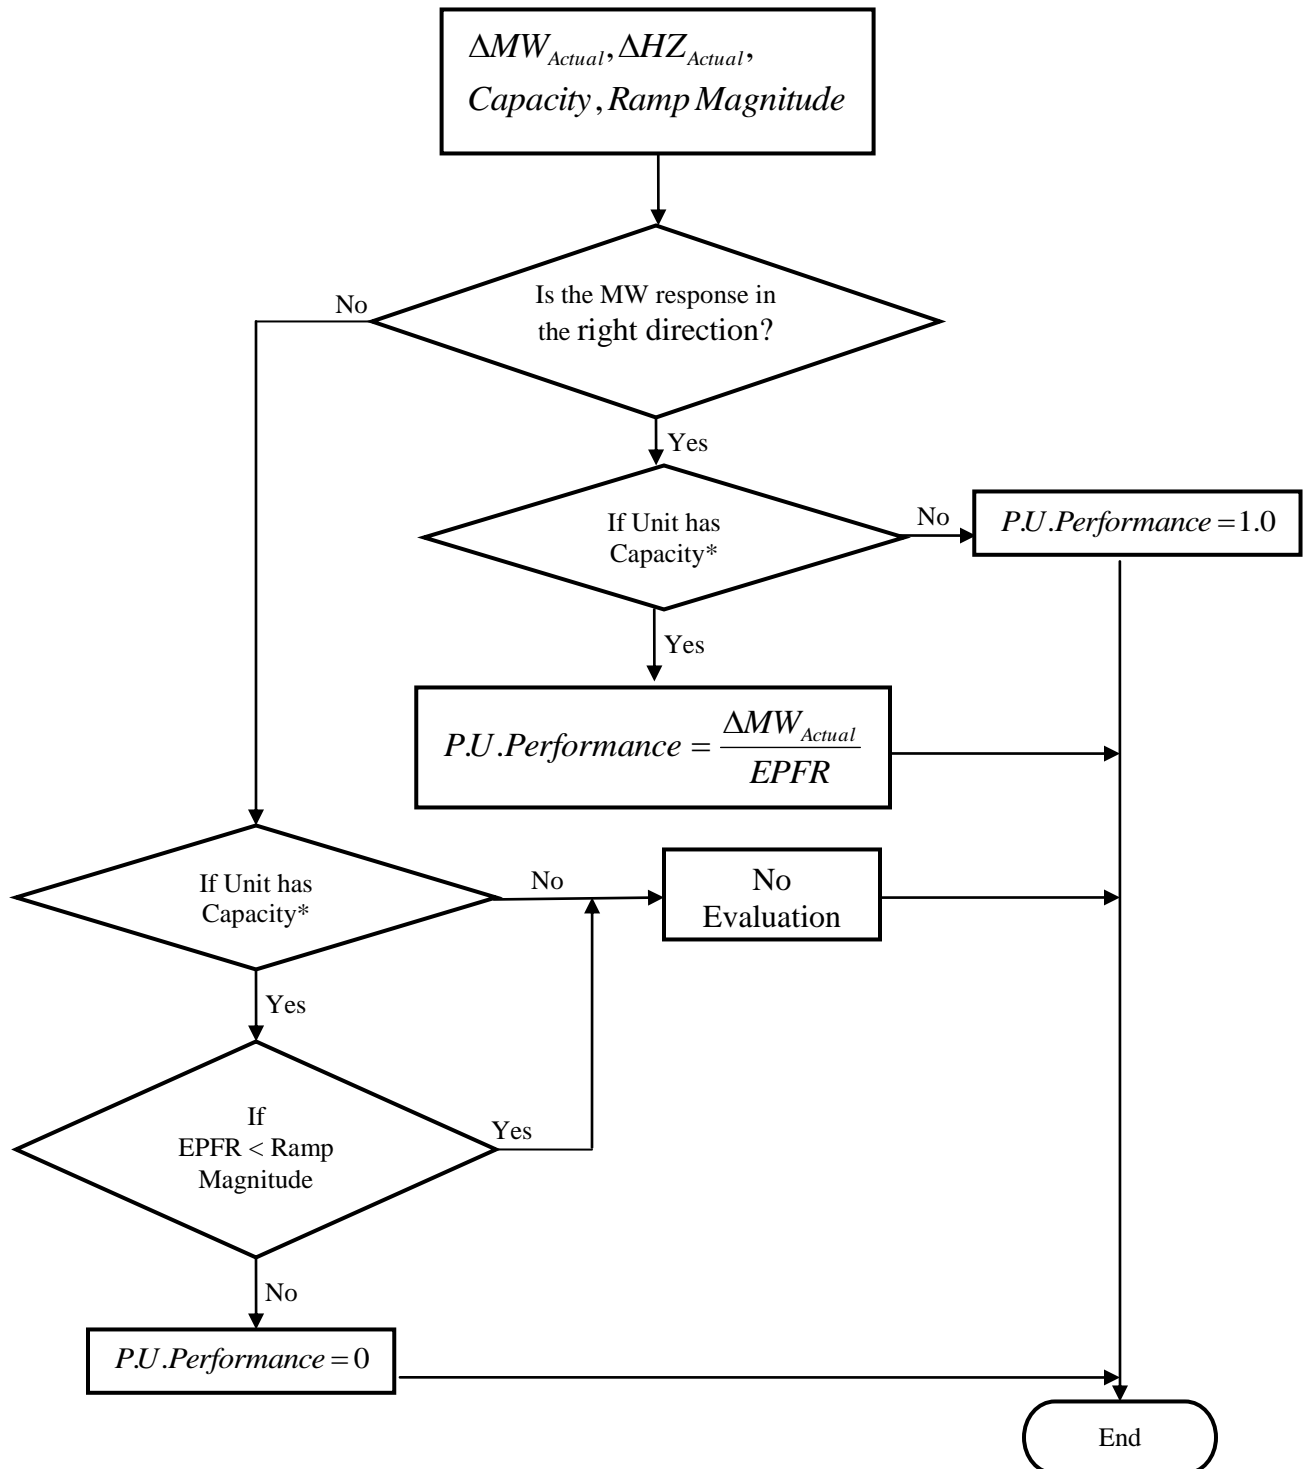 ΔMW_Actual, ΔHZ_Actual,
Capacity, Ramp Magnitude
Is the MW response in
the right direction?
No
Yes
If Unit has
Capacity*
No
P.U.Performance = 1.0
Yes
P.U.Performance = ΔMW_Actual / EPFR
If Unit has
Capacity*
No
No
Evaluation
Yes
If
EPFR < Ramp
Magnitude
Yes
No
P.U.Performance = 0
End